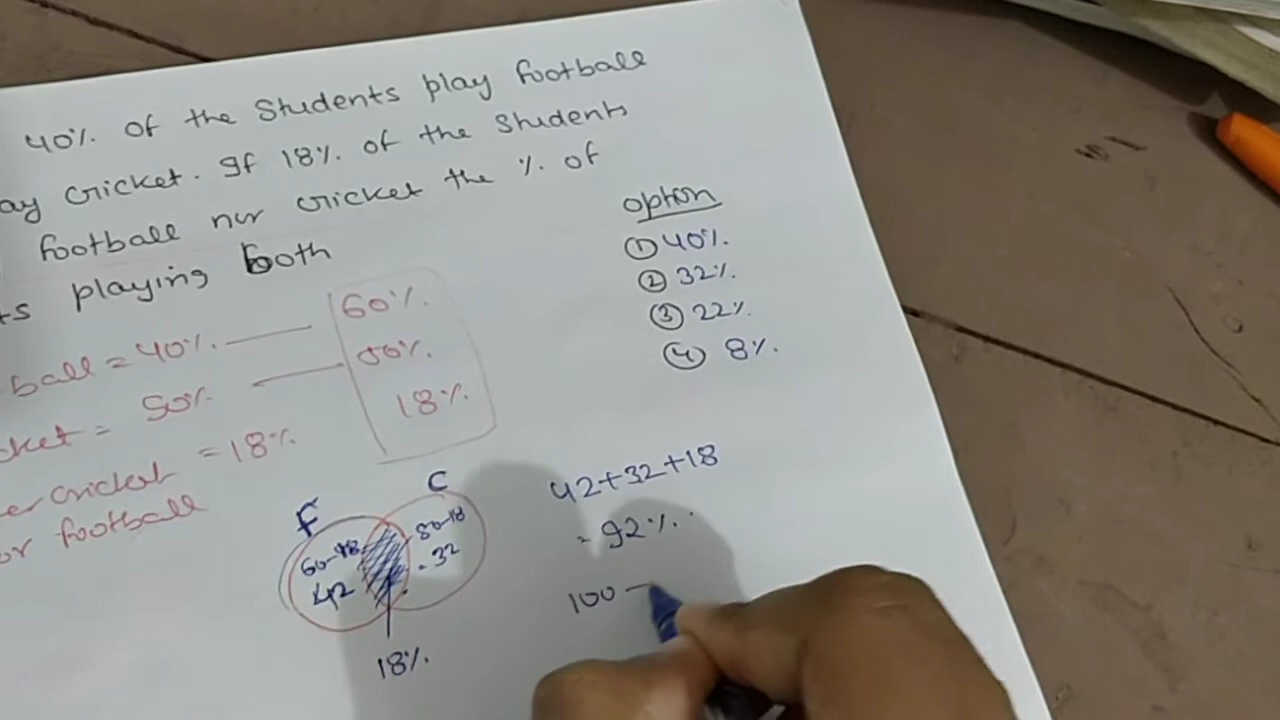 40% of the Students play football
ay cricket. If 18% of the Students
football nor cricket the % of
ts playing both
option
① 40%.
② 32%.
③ 22%.
④ 8%.
ball = 40% — 60%.
cket = 50% — 50%.
18%
er cricket = 18%
or football
F C
60-18 50-18
42 = 32
18%.
42+32+18
= 92%.
100 —